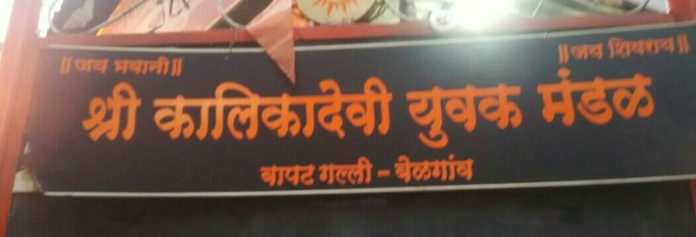 ॥ जय भवानी॥ ॥ जय शिवराय॥
श्री कालिकादेवी युवक मंडळ
बापट गल्ली - बेळगांव